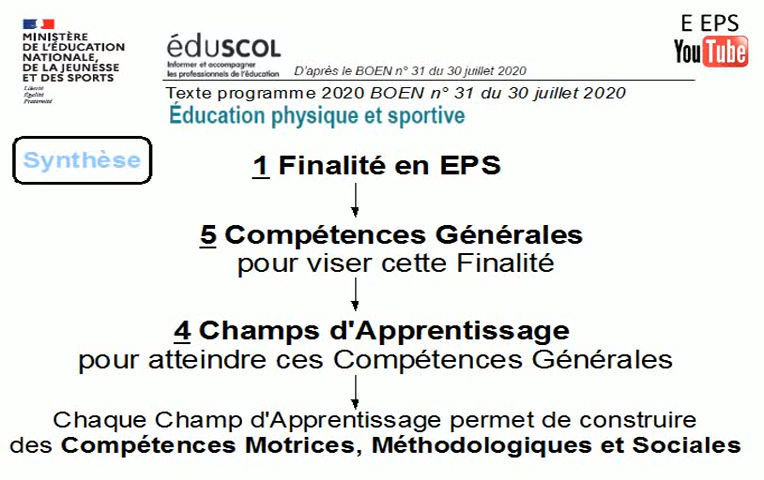 MINISTÈRE
DE L'ÉDUCATION
NATIONALE,
DE LA JEUNESSE
ET DES SPORTS
Liberté
Égalité
Fraternité
éduSCOL
Informer et accompagner
les professionnels de l'éducation
D'après le BOEN n° 31 du 30 juillet 2020
E EPS
YouTube
Texte programme 2020 BOEN n° 31 du 30 juillet 2020
Éducation physique et sportive
Synthèse
1 Finalité en EPS
5 Compétences Générales
pour viser cette Finalité
4 Champs d'Apprentissage
pour atteindre ces Compétences Générales
Chaque Champ d'Apprentissage permet de construire
des Compétences Motrices, Méthodologiques et Sociales